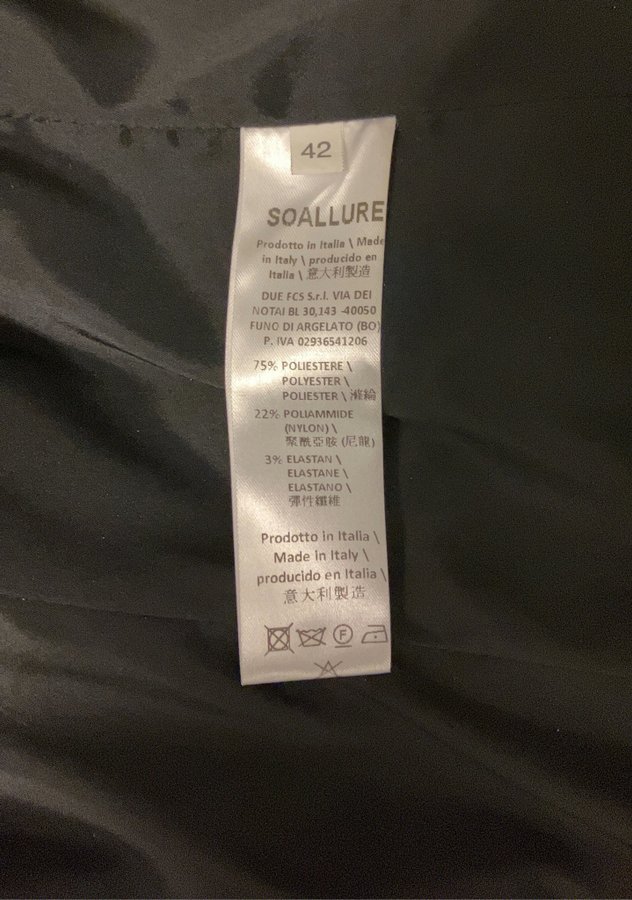 42
SOALLURE
Prodotto in Italia \ Made
in Italy \ producido en
Italia \ 意大利製造
DUE FCS S.r.l. VIA DEI
NOTAI BL 30,143 -40050
FUNO DI ARGELATO (BO)
P. IVA 02936541206
75% POLIESTERE \
POLYESTER \
POLIESTER \ 滌綸
22% POLIAMMIDE
(NYLON) \
聚酰亞胺 (尼龍)
3% ELASTAN \
ELASTANE \
ELASTANO \
彈性纖維
Prodotto in Italia \
Made in Italy \
producido en Italia \
意大利製造
F